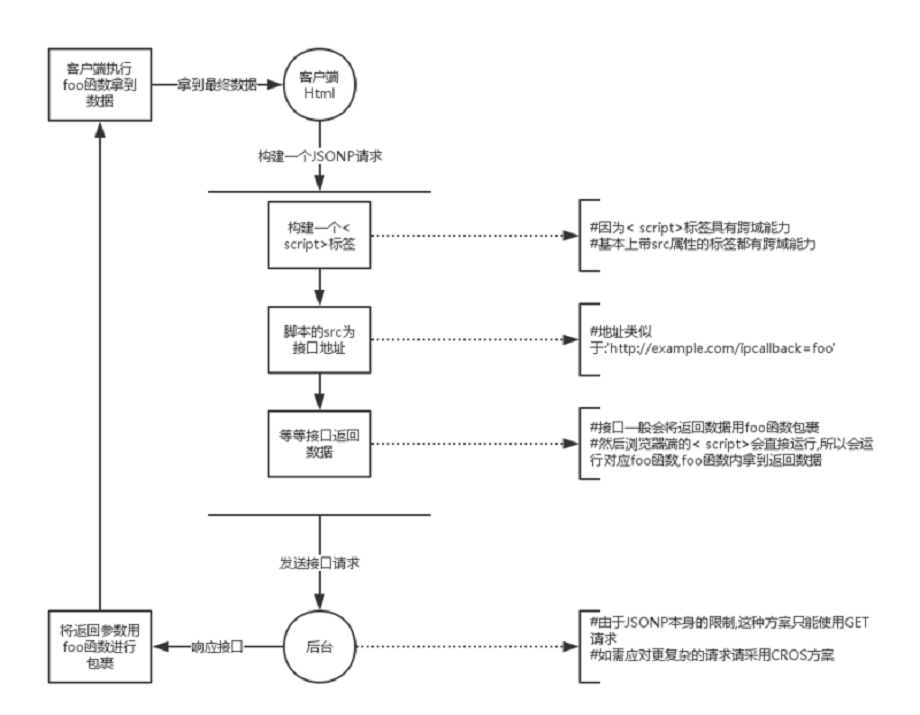 客户端执行
foo函数拿到
数据
拿到最终数据
客户端
Html
构建一个JSONP请求
构建一个<
script>标签
#因为< script>标签具有跨域能力
#基本上带src属性的标签都有跨域能力
脚本的src为
接口地址
#地址类似
于:'http://example.com/ipcallback=foo'
等等接口返回
数据
#接口一般会将返回数据用foo函数包裹
#然后浏览器端的< script>会直接运行,所以会运
行对应foo函数,foo函数内拿到返回数据
发送接口请求
将返回参数用
foo函数进行
包裹
响应接口
后台
#由于JSONP本身的限制,这种方案只能使用GET
请求
#如需应对更复杂的请求请采用CROS方案